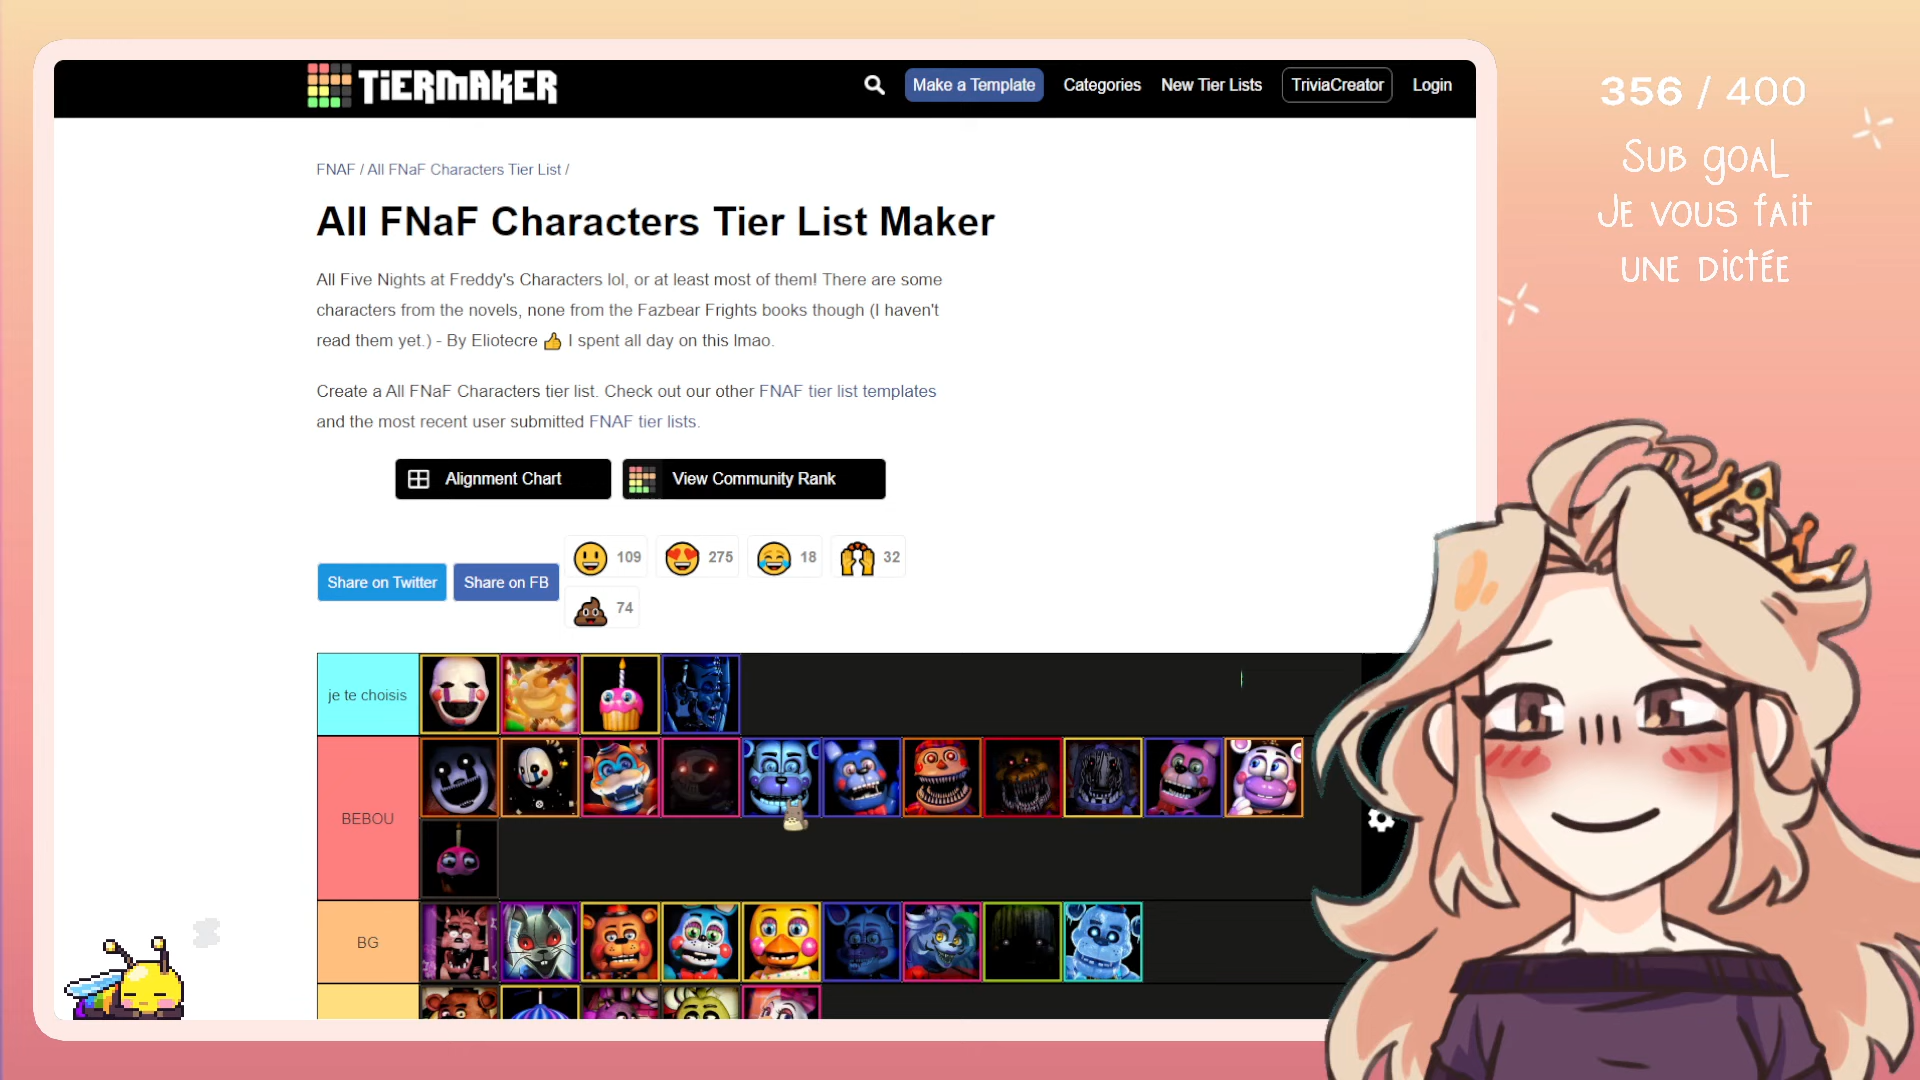 TiERMAKER
Make a Template
Categories
New Tier Lists
TriviaCreator
Login
356 / 400
SUB GOAL
JE VOUS FAIT
UNE DICTÉE
FNAF / All FNaF Characters Tier List /
All FNaF Characters Tier List Maker
All Five Nights at Freddy's Characters lol, or at least most of them! There are some
characters from the novels, none from the Fazbear Frights books though (I haven't
read them yet.) - By Eliotecre 👍 I spent all day on this lmao.
Create a All FNaF Characters tier list. Check out our other FNAF tier list templates
and the most recent user submitted FNAF tier lists.
Alignment Chart
View Community Rank
Share on Twitter
Share on FB
109
275
18
32
74
je te choisis
BEBOU
BG